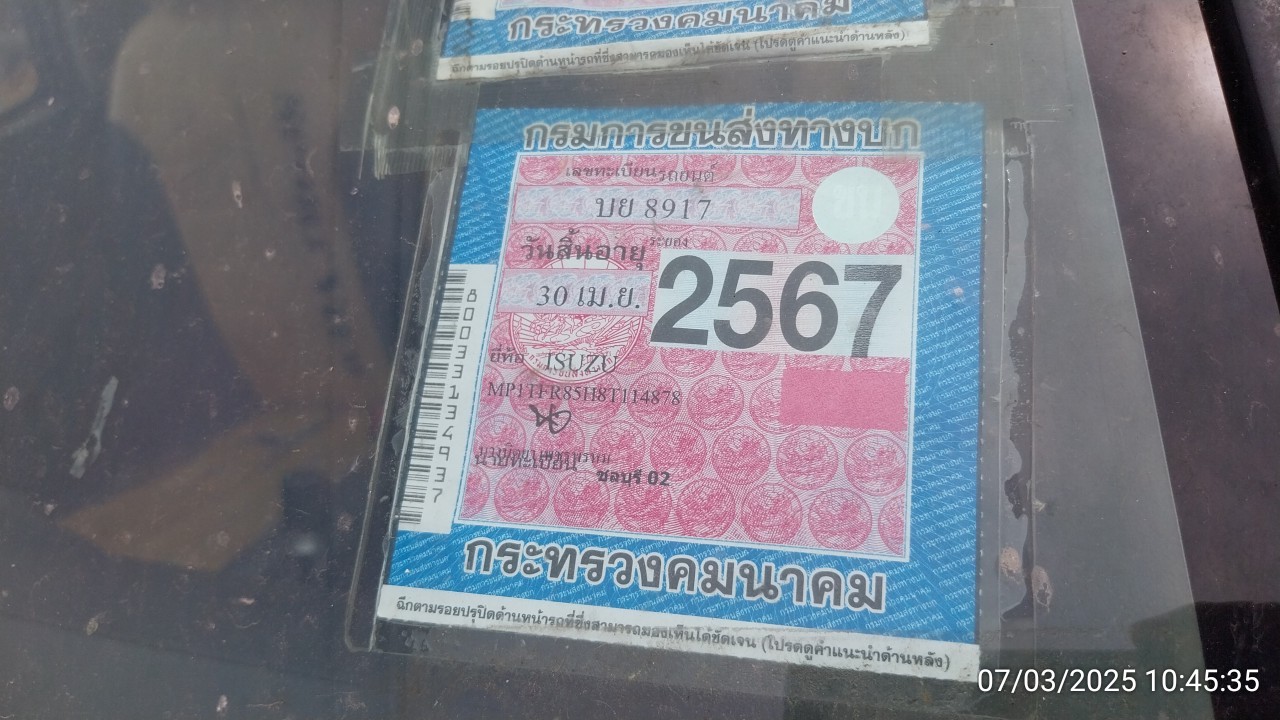 กระทรวงคมนาคม
ฉีกตามรอยปรุปิดด้านหน้ารถที่ซึ่งสามารถมองเห็นได้ชัดเจน (โปรดดูคำแนะนำด้านหลัง)
กรมการขนส่งทางบก
เลขทะเบียนรถยนต์
บย 8917
ระยอง
วันสิ้นอายุ
30 เม.ย.
2567
ยี่ห้อ ISUZU
MP1TFR85H8T114878
นายทะเบียน
ชลบุรี 02
80033134937
กระทรวงคมนาคม
ฉีกตามรอยปรุปิดด้านหน้ารถที่ซึ่งสามารถมองเห็นได้ชัดเจน (โปรดดูคำแนะนำด้านหลัง)
07/03/2025 10:45:35